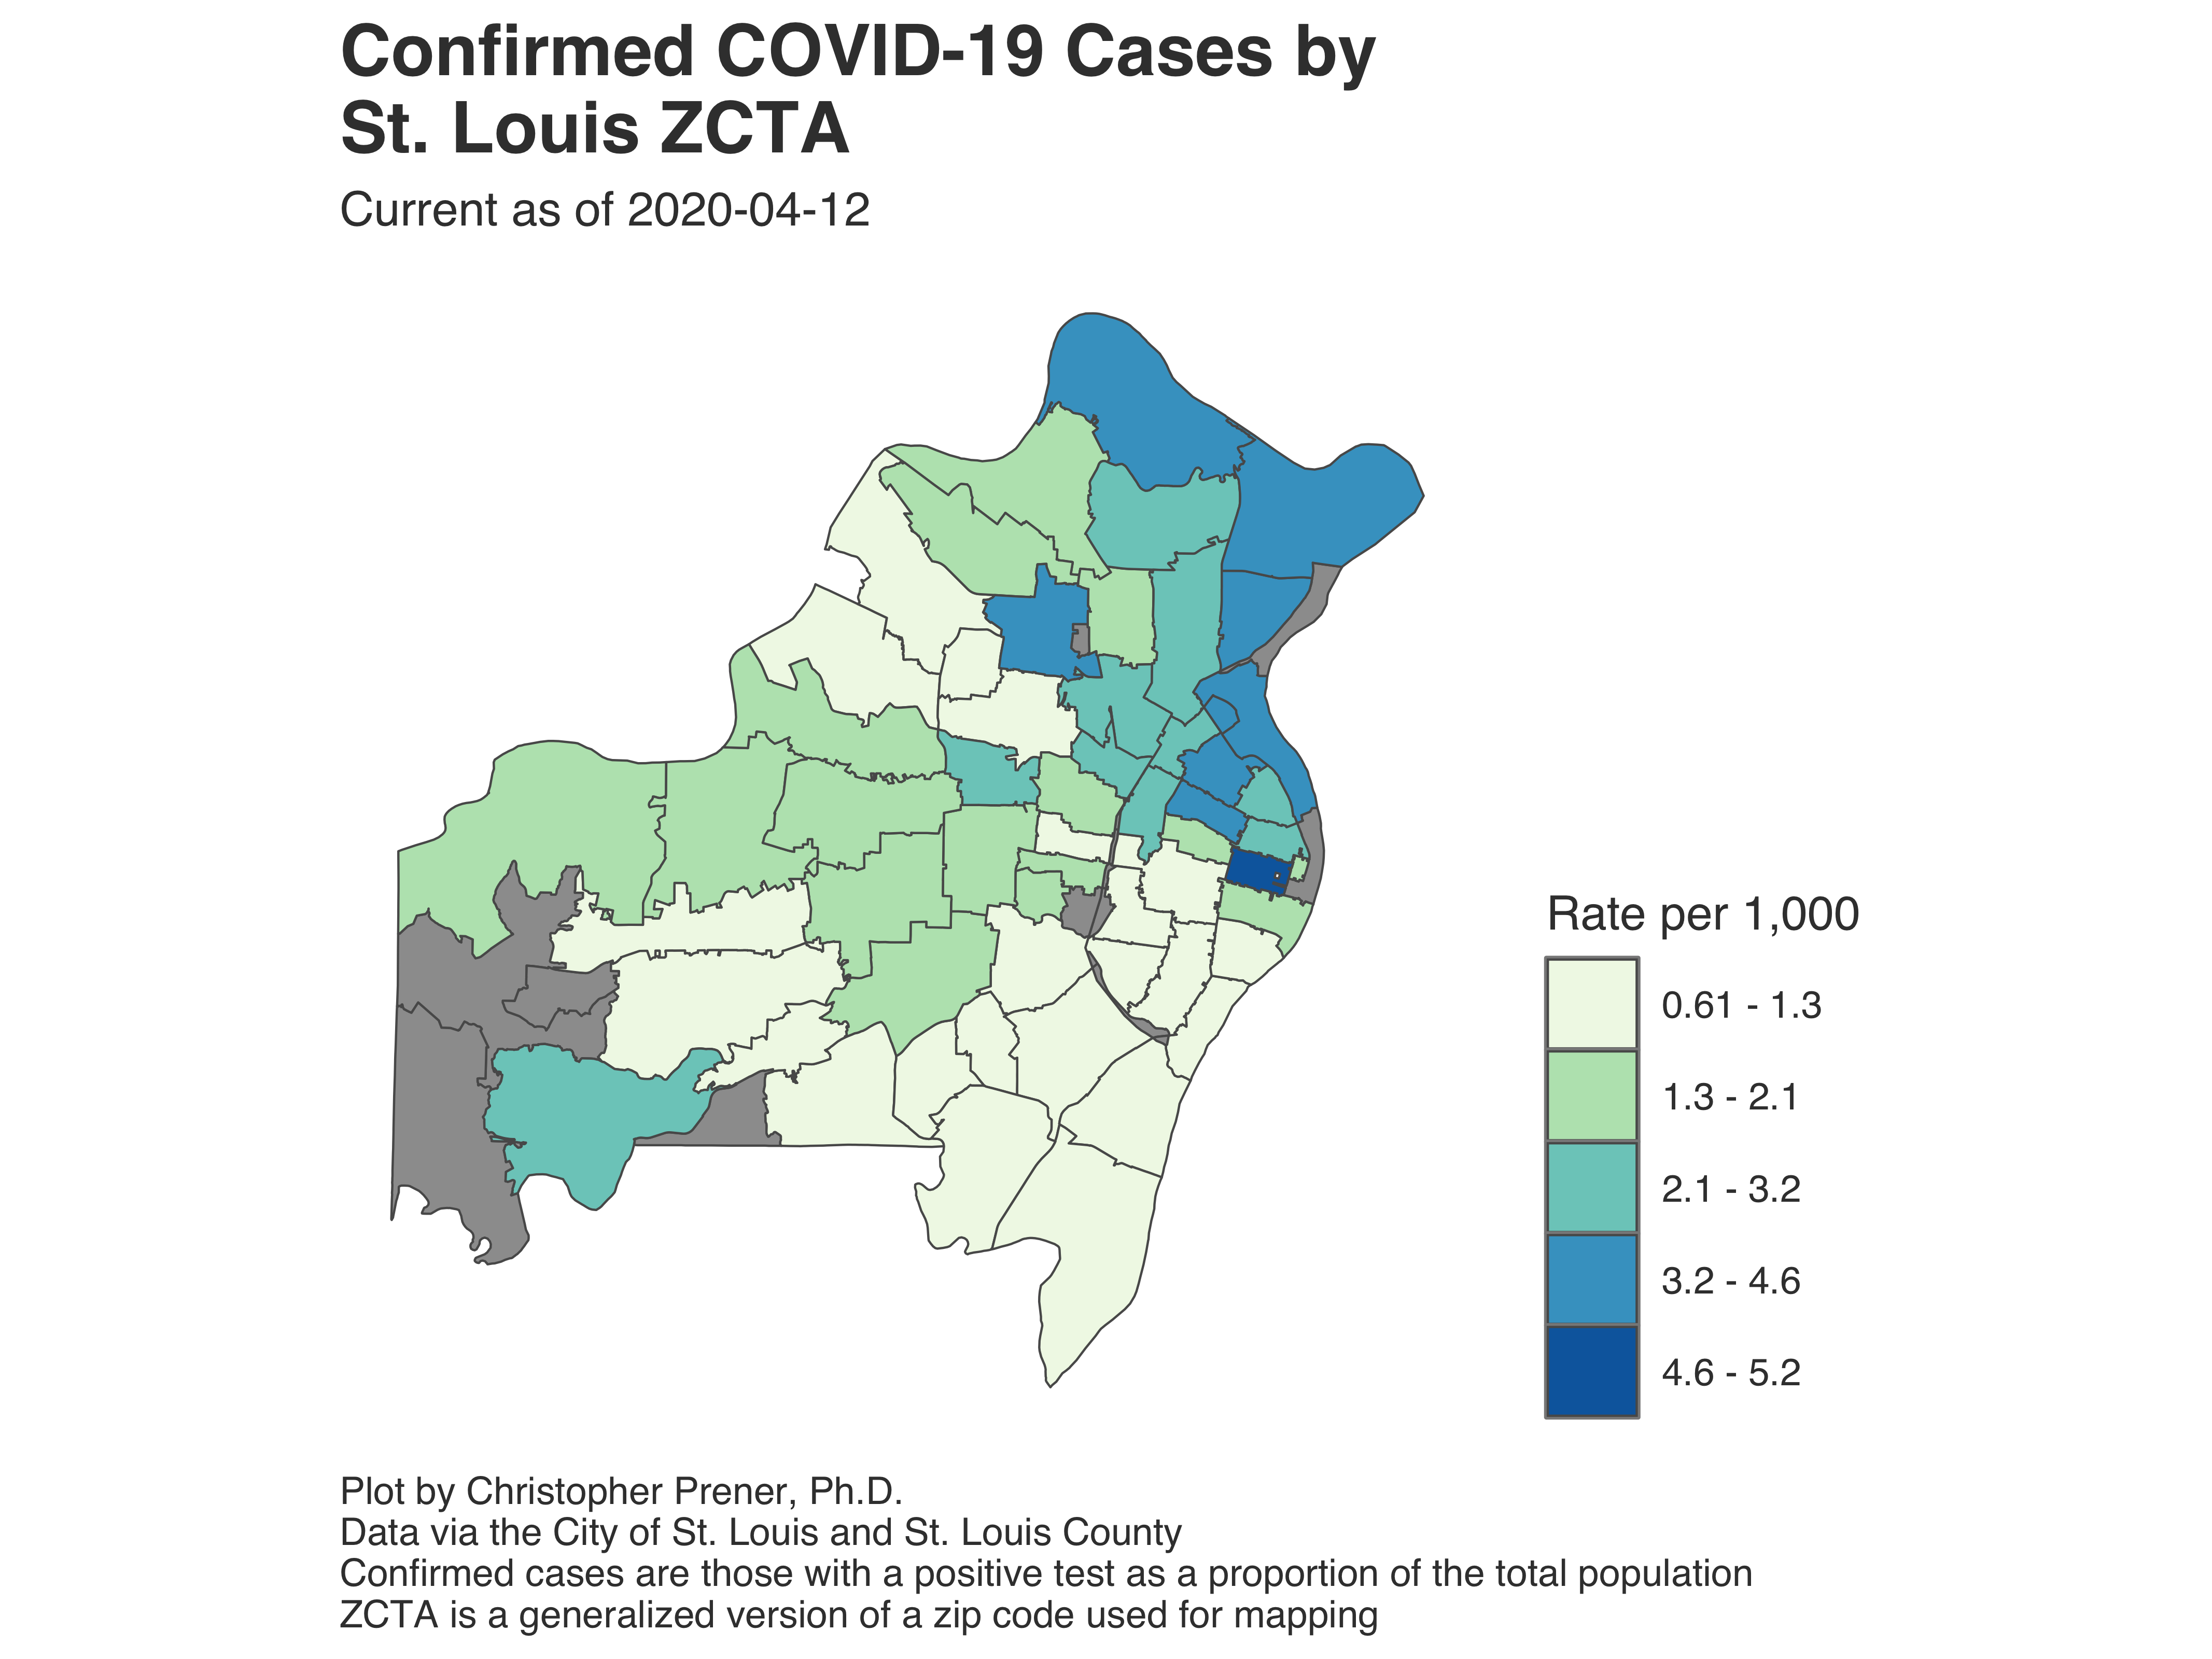 Confirmed COVID-19 Cases by
St. Louis ZCTA
Current as of 2020-04-12
Rate per 1,000
0.61 - 1.3
1.3 - 2.1
2.1 - 3.2
3.2 - 4.6
4.6 - 5.2
Plot by Christopher Prener, Ph.D.
Data via the City of St. Louis and St. Louis County
Confirmed cases are those with a positive test as a proportion of the total population
ZCTA is a generalized version of a zip code used for mapping